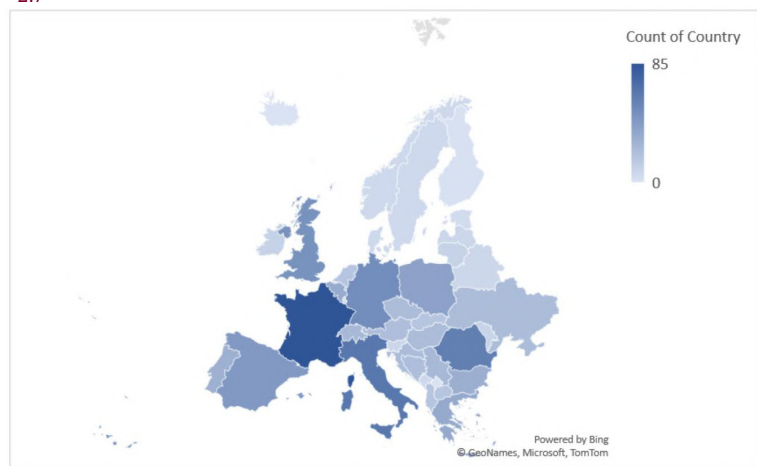 Count of Country
85
0
Powered by Bing
© GeoNames, Microsoft, TomTom